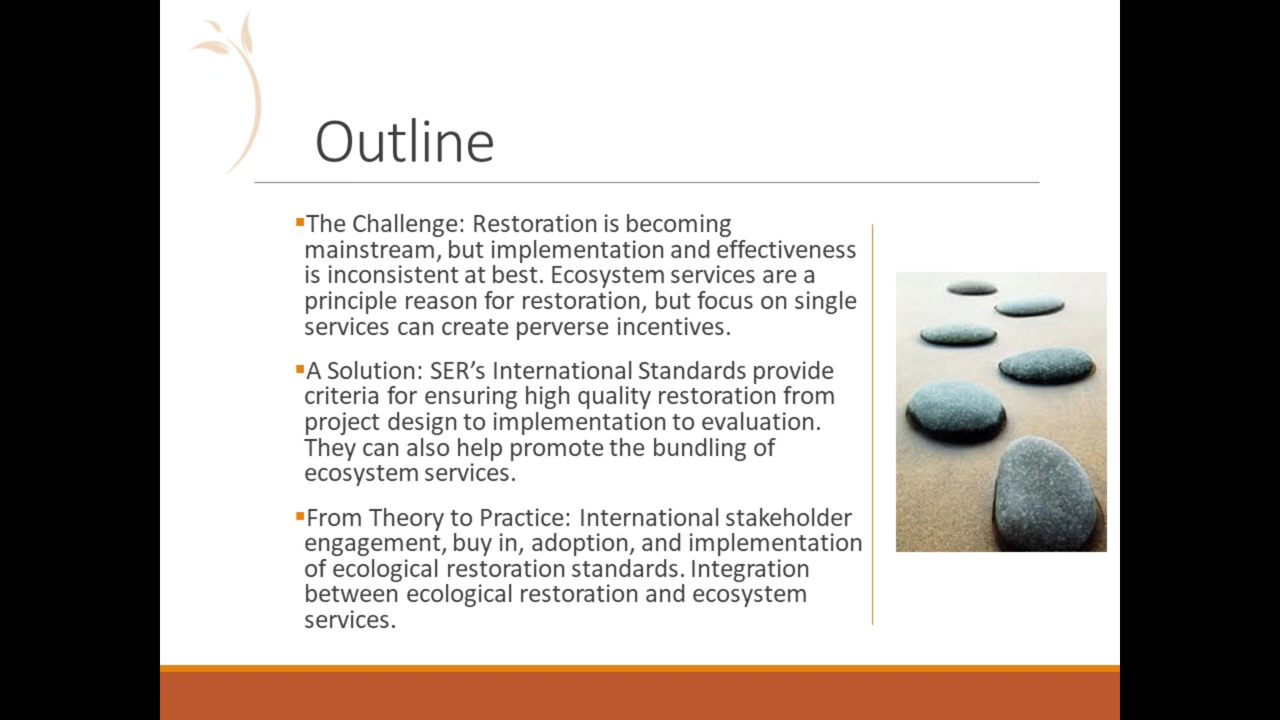 Outline
▪The Challenge: Restoration is becoming
mainstream, but implementation and effectiveness
is inconsistent at best. Ecosystem services are a
principle reason for restoration, but focus on single
services can create perverse incentives.
▪A Solution: SER’s International Standards provide
criteria for ensuring high quality restoration from
project design to implementation to evaluation.
They can also help promote the bundling of
ecosystem services.
▪From Theory to Practice: International stakeholder
engagement, buy in, adoption, and implementation
of ecological restoration standards. Integration
between ecological restoration and ecosystem
services.